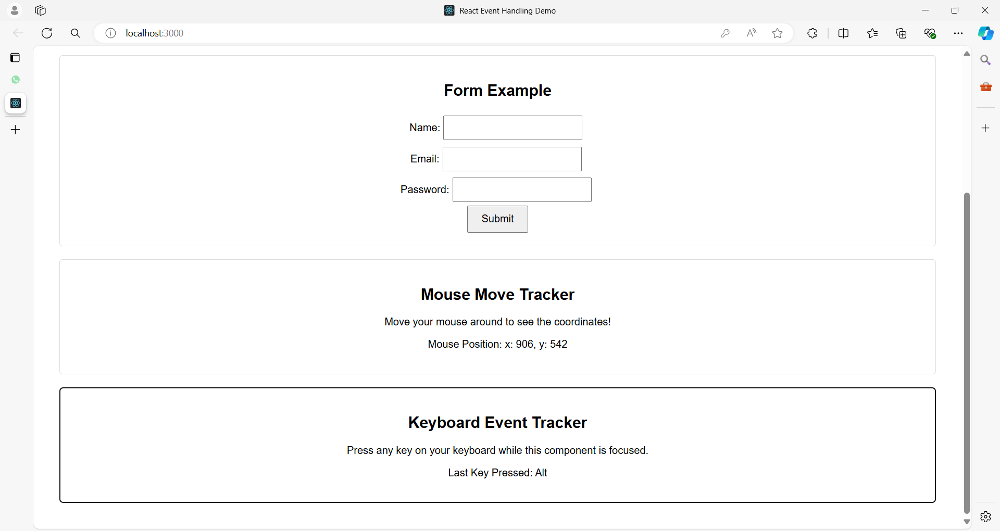 React Event Handling Demo
localhost:3000
Form Example
Name:
Email:
Password:
Submit
Mouse Move Tracker
Move your mouse around to see the coordinates!
Mouse Position: x: 906, y: 542
Keyboard Event Tracker
Press any key on your keyboard while this component is focused.
Last Key Pressed: Alt